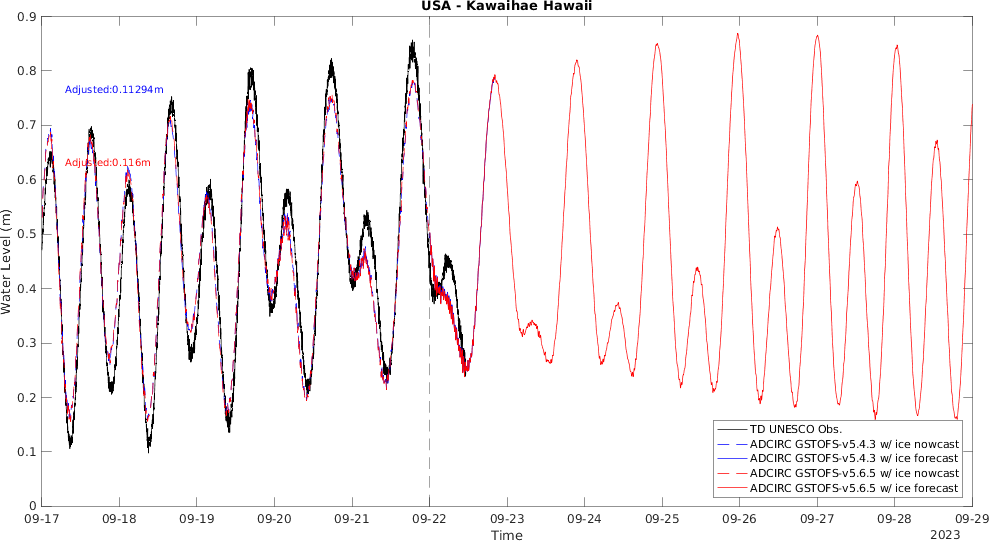 USA - Kawaihae Hawaii
0.9
0.8
0.7
0.6
0.5
0.4
0.3
0.2
0.1
0
Water Level (m)
Adjusted:0.11294m
Adjusted:0.116m
TD UNESCO Obs.
ADCIRC GSTOFS-v5.4.3 w/ ice nowcast
ADCIRC GSTOFS-v5.4.3 w/ ice forecast
ADCIRC GSTOFS-v5.6.5 w/ ice nowcast
ADCIRC GSTOFS-v5.6.5 w/ ice forecast
09-17 09-18 09-19 09-20 09-21 09-22 09-23 09-24 09-25 09-26 09-27 09-28 09-29
Time
2023